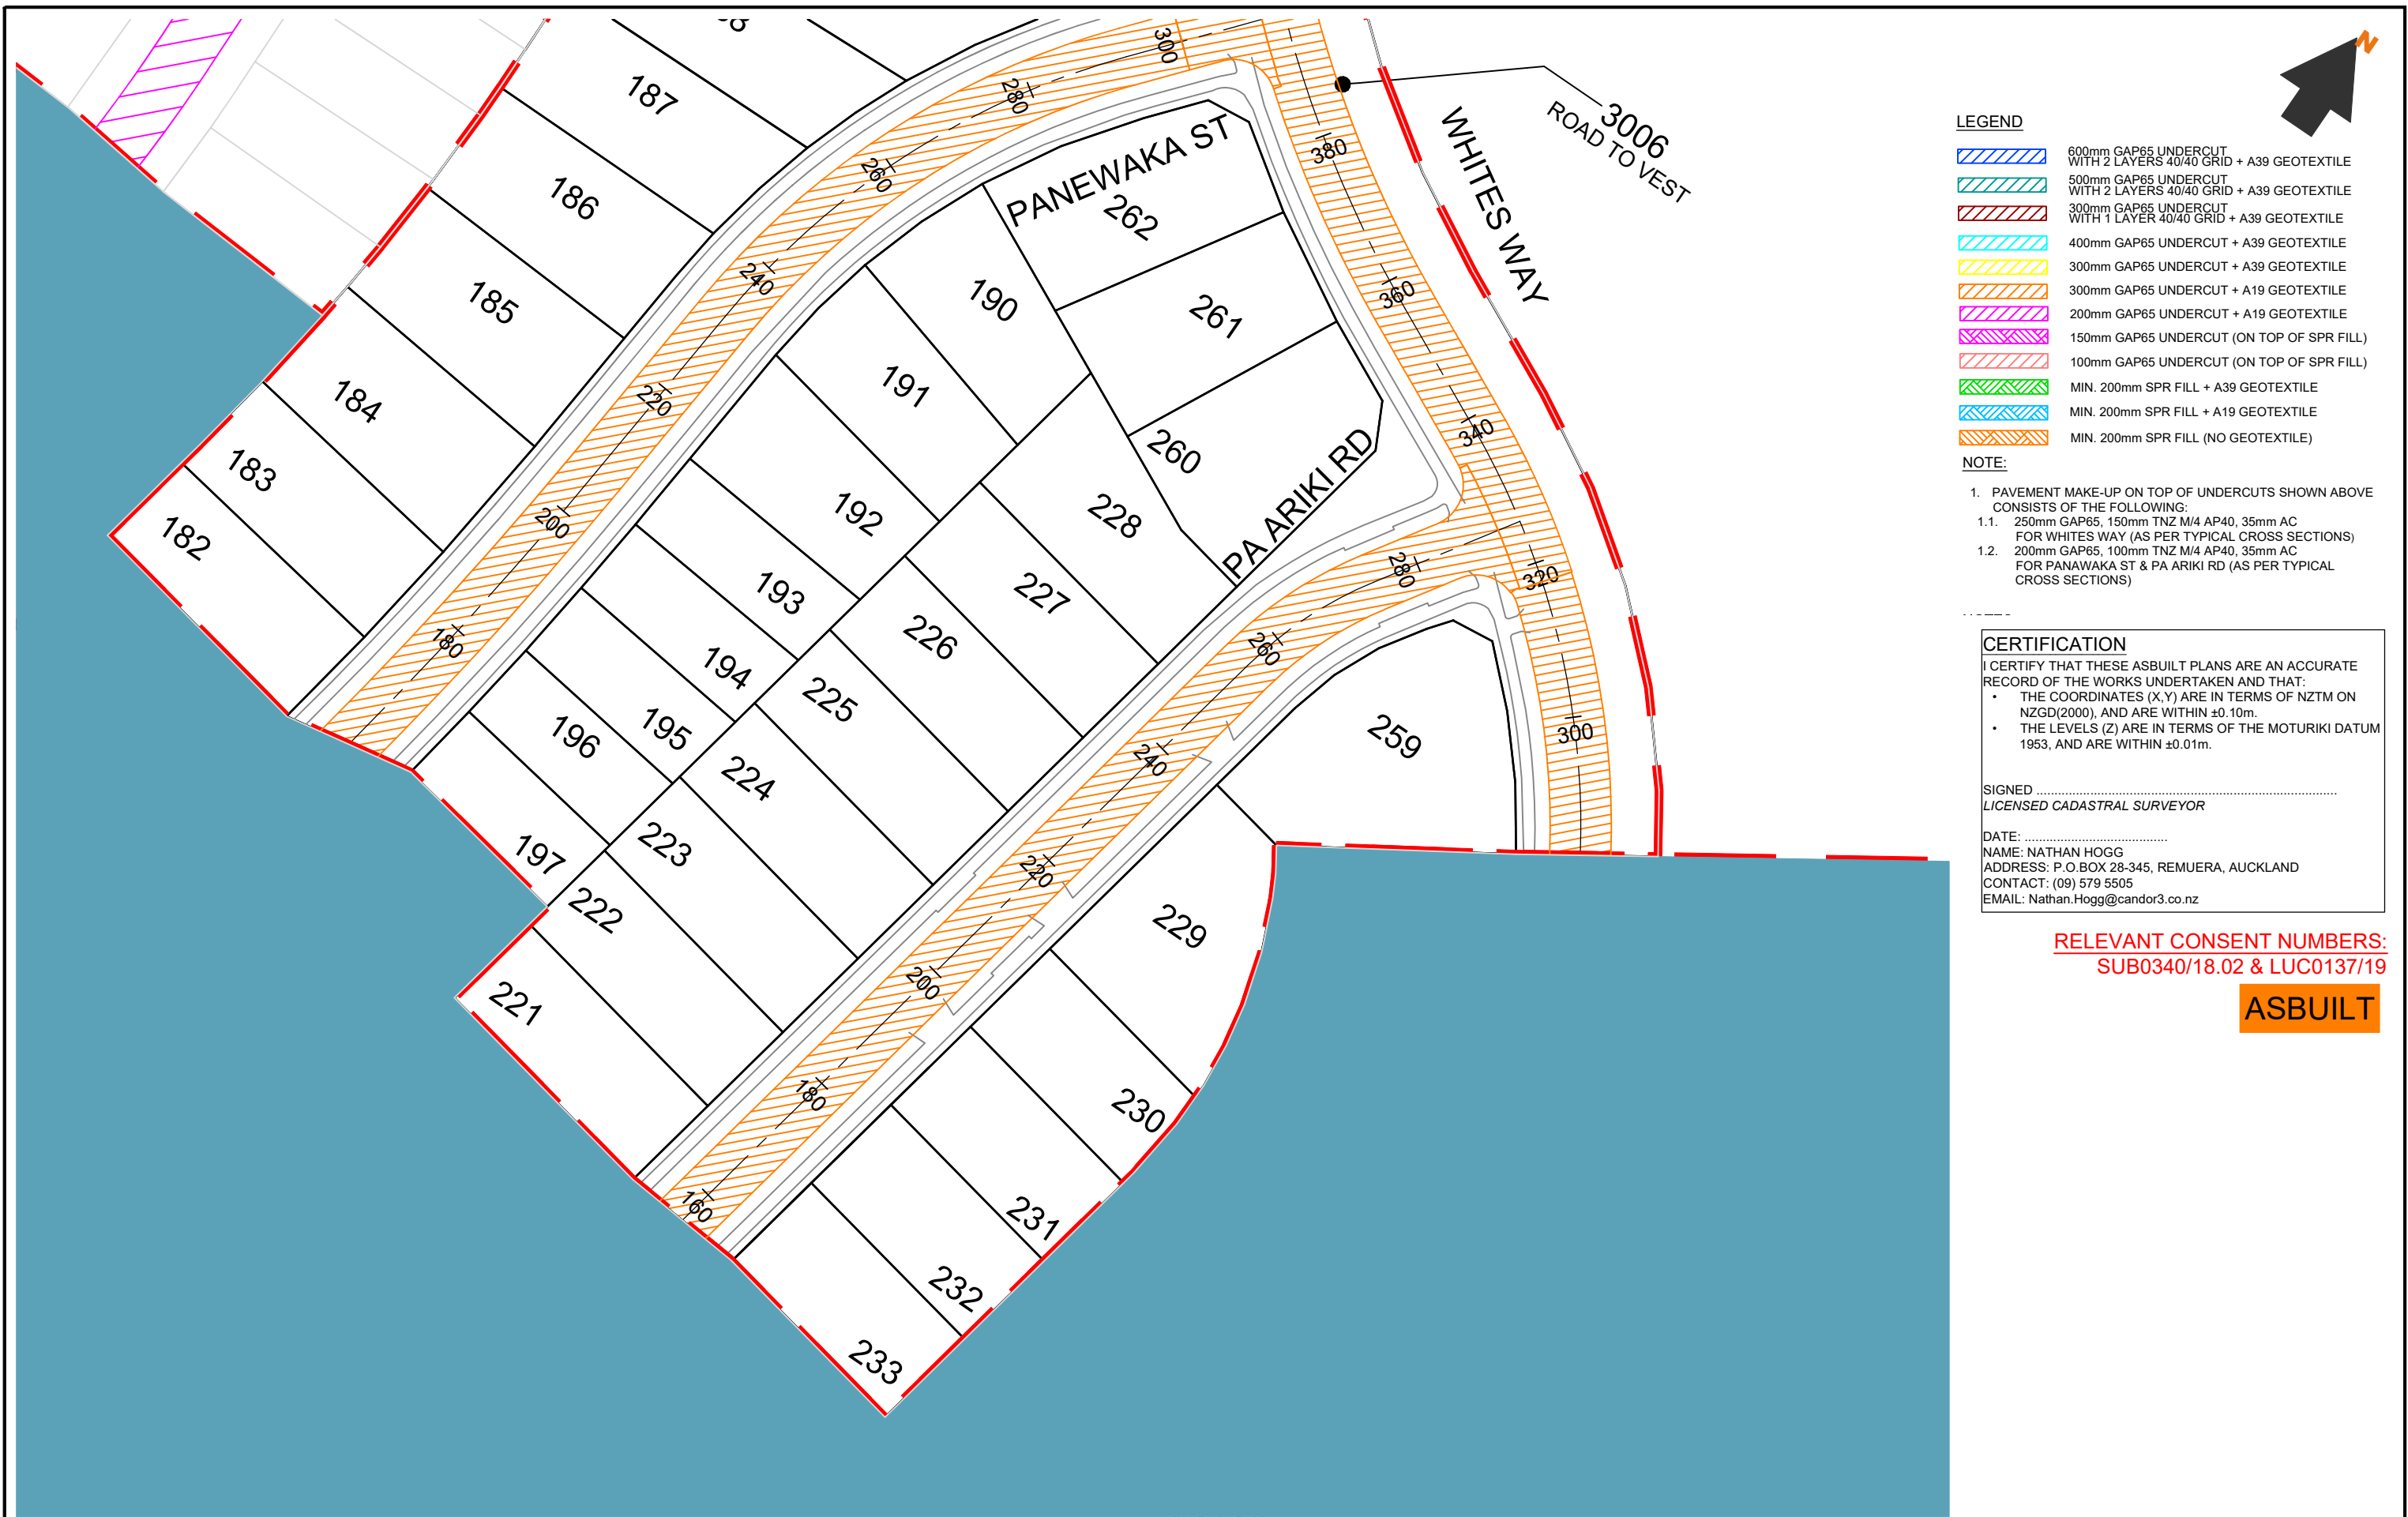 187
186
185
184
183
182
PANEWAKA ST
262
261
260
190
191
192
193
194
195
196
197
228
227
226
225
224
223
222
221
PA ARIKI RD
259
229
230
231
232
233
300
280
260
240
220
200
180
380
360
340
320
300
280
260
240
220
200
180
160
WHITES WAY
3006
ROAD TO VEST
N
LEGEND
600mm GAP65 UNDERCUT
WITH 2 LAYERS 40/40 GRID + A39 GEOTEXTILE
500mm GAP65 UNDERCUT
WITH 2 LAYERS 40/40 GRID + A39 GEOTEXTILE
300mm GAP65 UNDERCUT
WITH 1 LAYER 40/40 GRID + A39 GEOTEXTILE
400mm GAP65 UNDERCUT + A39 GEOTEXTILE
300mm GAP65 UNDERCUT + A39 GEOTEXTILE
300mm GAP65 UNDERCUT + A19 GEOTEXTILE
200mm GAP65 UNDERCUT + A19 GEOTEXTILE
150mm GAP65 UNDERCUT (ON TOP OF SPR FILL)
100mm GAP65 UNDERCUT (ON TOP OF SPR FILL)
MIN. 200mm SPR FILL + A39 GEOTEXTILE
MIN. 200mm SPR FILL + A19 GEOTEXTILE
MIN. 200mm SPR FILL (NO GEOTEXTILE)
NOTE:
1. PAVEMENT MAKE-UP ON TOP OF UNDERCUTS SHOWN ABOVE
CONSISTS OF THE FOLLOWING:
1.1. 250mm GAP65, 150mm TNZ M/4 AP40, 35mm AC
FOR WHITES WAY (AS PER TYPICAL CROSS SECTIONS)
1.2. 200mm GAP65, 100mm TNZ M/4 AP40, 35mm AC
FOR PANAWAKA ST & PA ARIKI RD (AS PER TYPICAL
CROSS SECTIONS)
CERTIFICATION
I CERTIFY THAT THESE ASBUILT PLANS ARE AN ACCURATE
RECORD OF THE WORKS UNDERTAKEN AND THAT:
• THE COORDINATES (X,Y) ARE IN TERMS OF NZTM ON
NZGD(2000), AND ARE WITHIN ±0.10m.
• THE LEVELS (Z) ARE IN TERMS OF THE MOTURIKI DATUM
1953, AND ARE WITHIN ±0.01m.
SIGNED ..........................................................................
LICENSED CADASTRAL SURVEYOR
DATE: .......................................
NAME: NATHAN HOGG
ADDRESS: P.O.BOX 28-345, REMUERA, AUCKLAND
CONTACT: (09) 579 5505
EMAIL: Nathan.Hogg@candor3.co.nz
RELEVANT CONSENT NUMBERS:
SUB0340/18.02 & LUC0137/19
ASBUILT